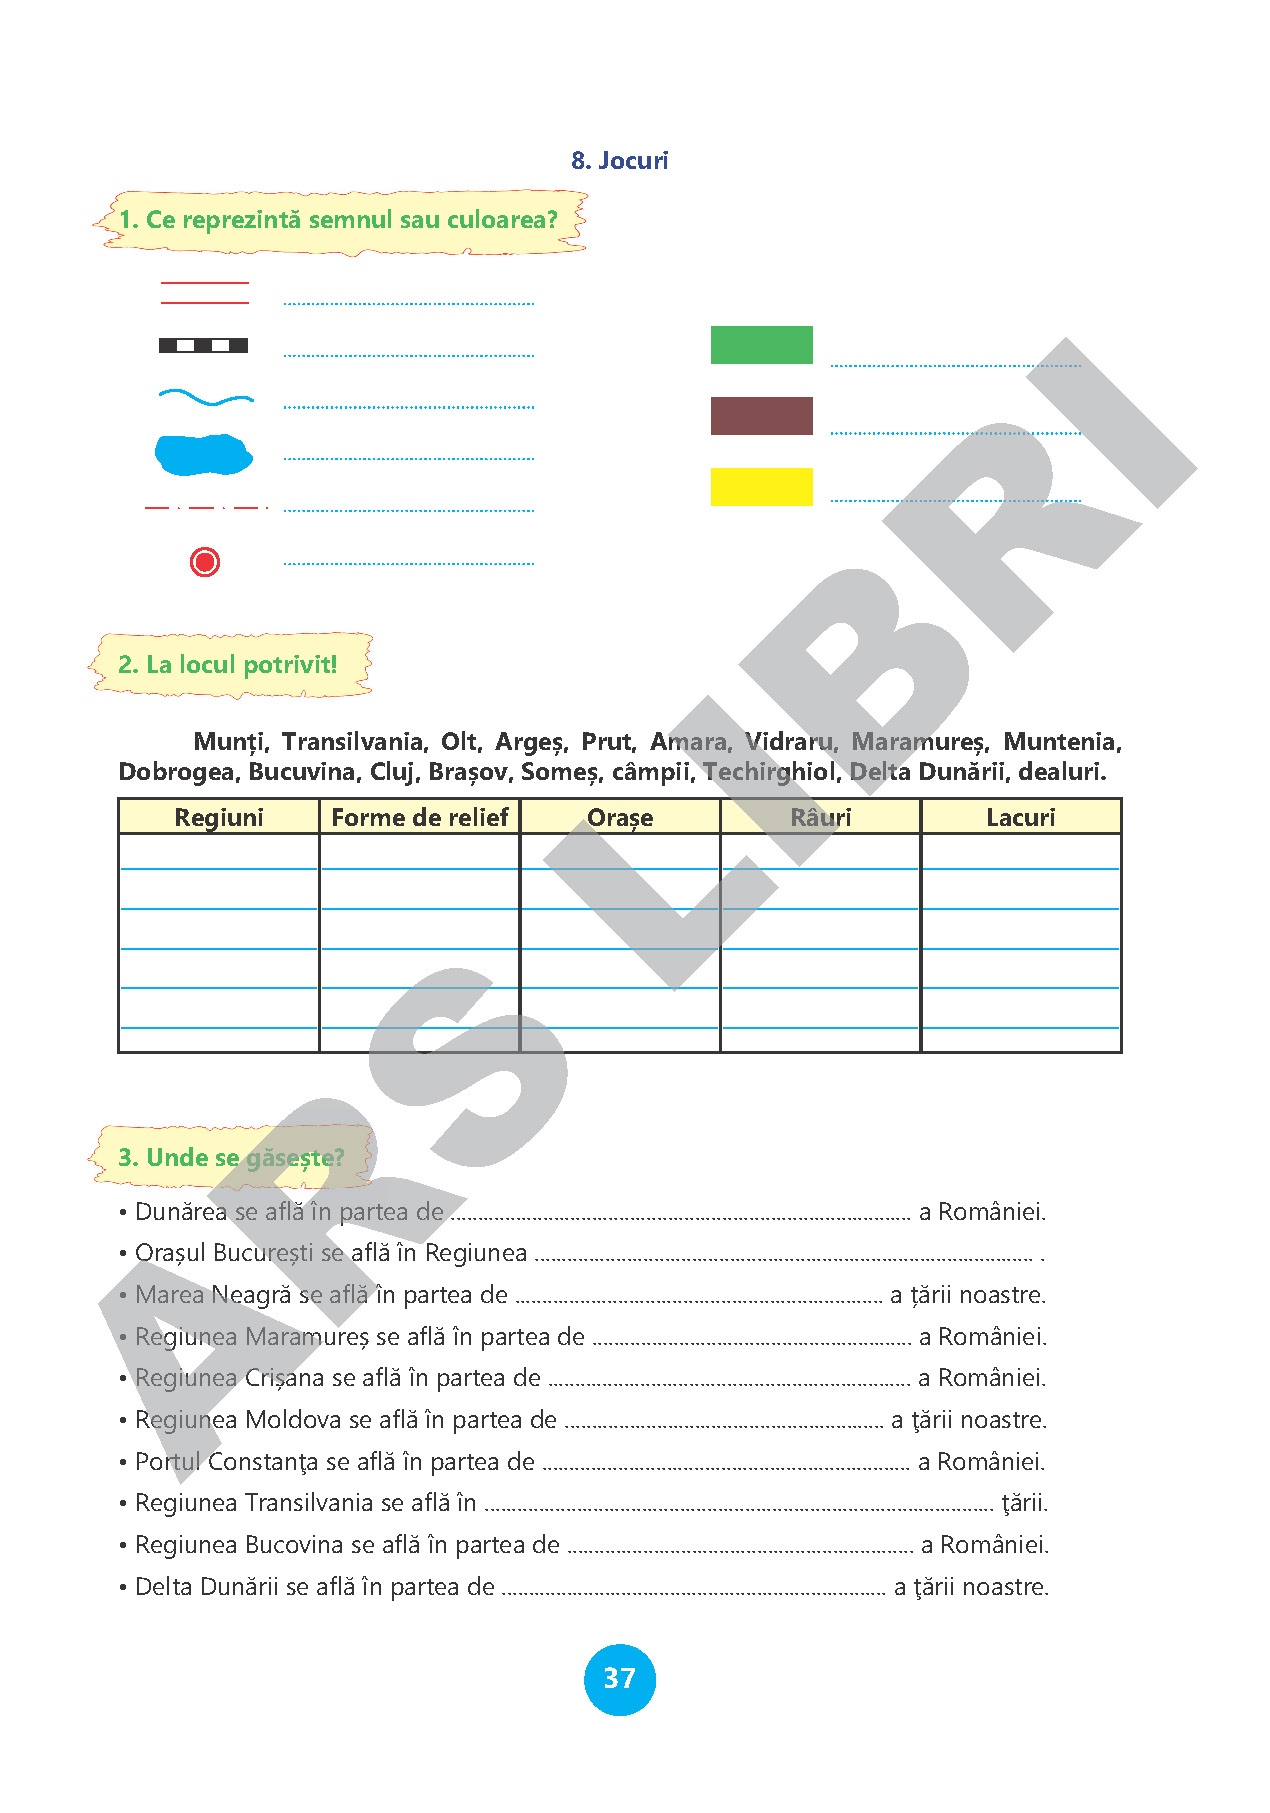 8. Jocuri
1. Ce reprezintă semnul sau culoarea?
2. La locul potrivit!
Munți, Transilvania, Olt, Argeș, Prut, Amara, Vidraru, Maramureș, Muntenia,
Dobrogea, Bucuvina, Cluj, Brașov, Someș, câmpii, Techirghiol, Delta Dunării, dealuri.
Regiuni Forme de relief Orașe Râuri Lacuri
3. Unde se găsește?
• Dunărea se află în partea de ........................................ a României.
• Orașul București se află în Regiunea ........................................ .
• Marea Neagră se află în partea de ........................................ a țării noastre.
• Regiunea Maramureș se află în partea de ........................................ a României.
• Regiunea Crișana se află în partea de ........................................ a României.
• Regiunea Moldova se află în partea de ........................................ a ţării noastre.
• Portul Constanţa se află în partea de ........................................ a României.
• Regiunea Transilvania se află în ........................................ ţării.
• Regiunea Bucovina se află în partea de ........................................ a României.
• Delta Dunării se află în partea de ........................................ a ţării noastre.
37
ARS LIBRI